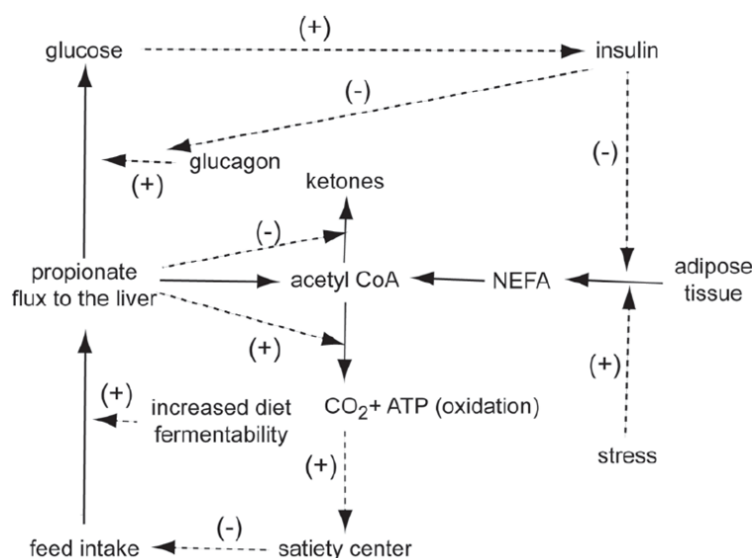 glucose (+) insulin
(-)
glucagon
(+)
(-)
ketones
(-)
propionate
flux to the liver
acetyl CoA
NEFA
adipose
tissue
(+)
(+)
(+)
increased diet
fermentability
CO2+ ATP (oxidation)
(+)
stress
feed intake (-) satiety center